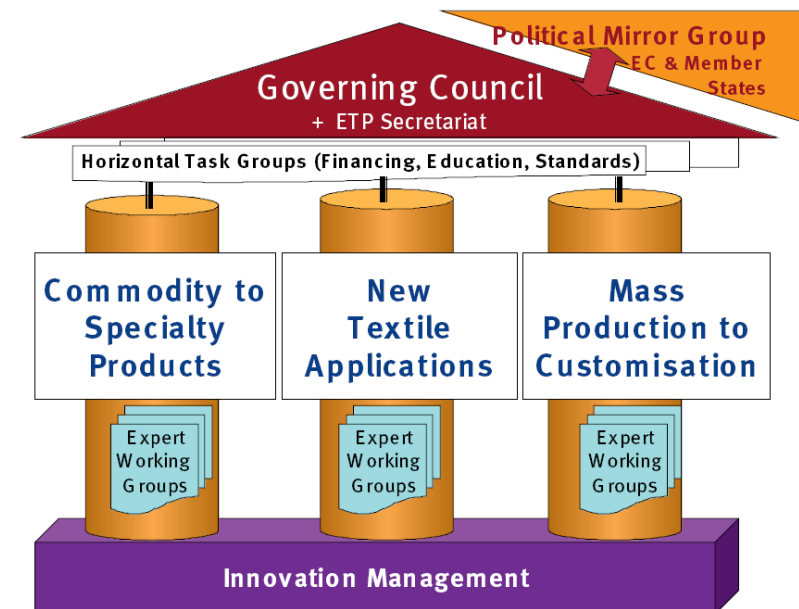 Political Mirror Group
EC & Member
States
Governing Council
+ ETP Secretariat
Horizontal Task Groups (Financing, Education, Standards)
Commodity to
Specialty
Products
New
Textile
Applications
Mass
Production to
Customisation
Expert
Working
Groups
Expert
Working
Groups
Expert
Working
Groups
Innovation Management